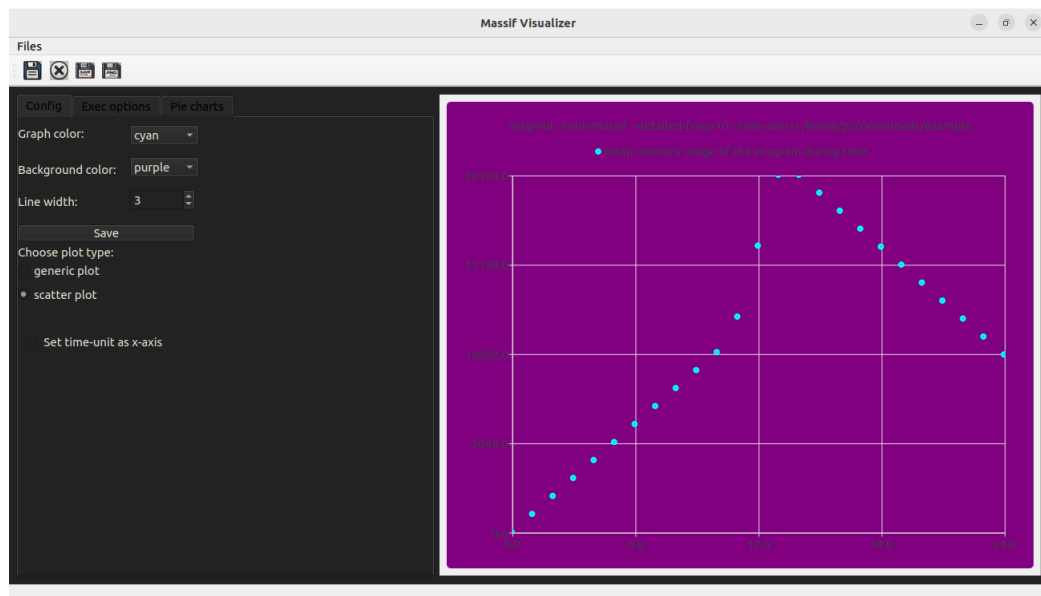 Massif Visualizer
Files
Config Exec options Pie charts
Graph color: cyan
Background color: purple
Line width: 3
Save
Choose plot type:
generic plot
scatter plot
Set time-unit as x-axis
valgrind --tool=massif --detailed-freq=10 --time-unit=i /home/oc/Downloads/example
Heap memory usage of the program during time
20184.0
15138.0
10092.0
5046.0
0.0
0.0 6.0 12.0 18.0 24.0